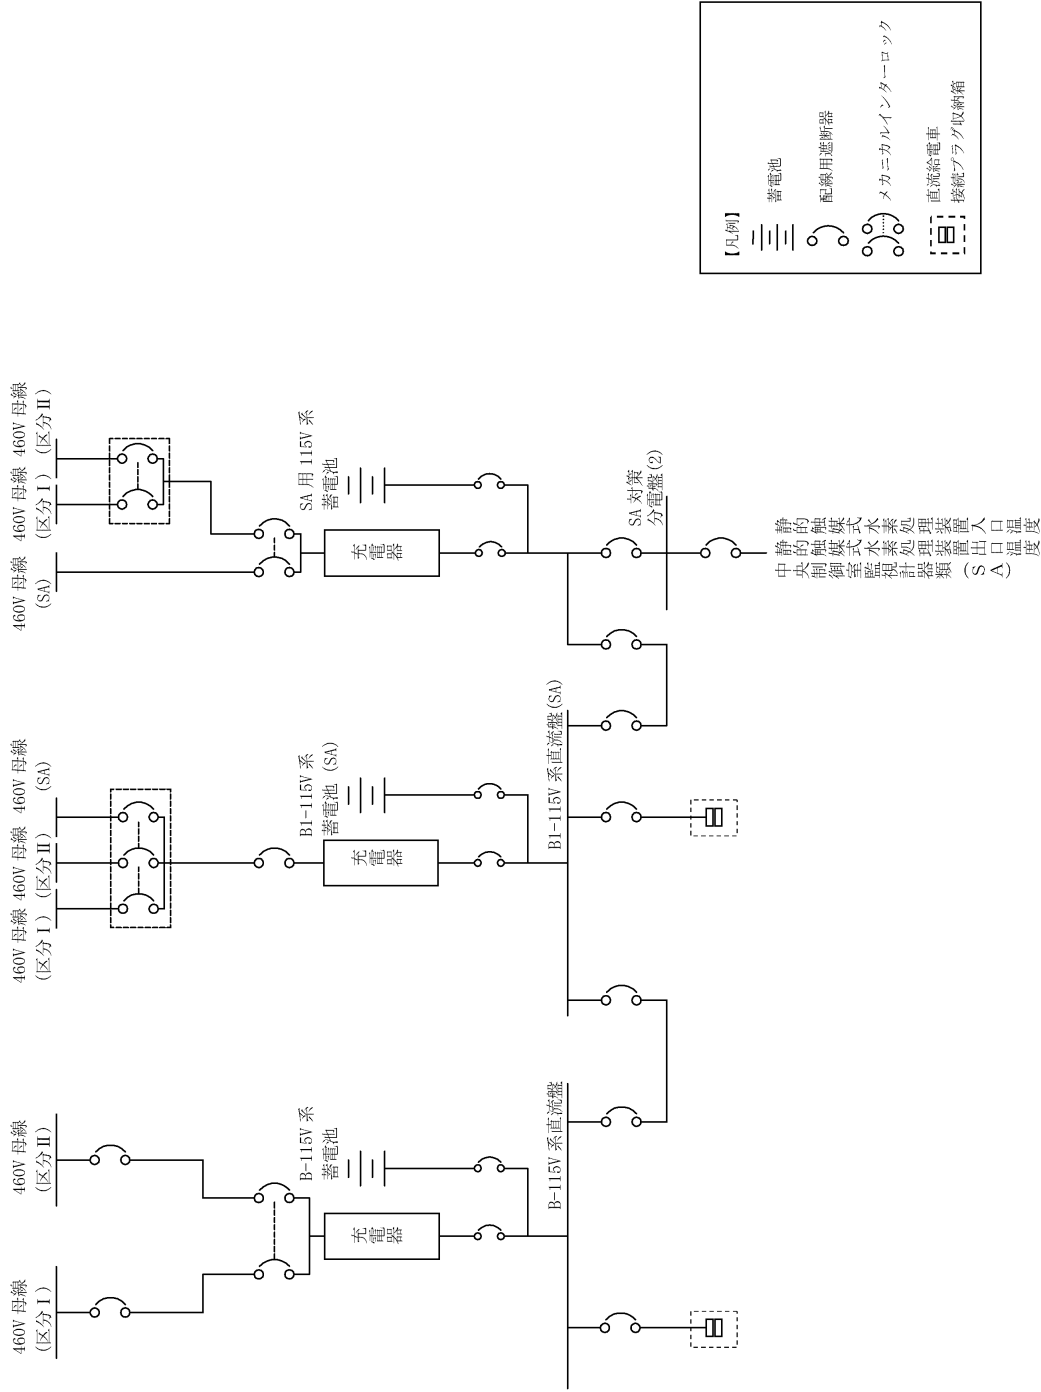 460V 母線
(区分Ⅰ)
460V 母線
(区分Ⅱ)
460V 母線
(区分Ⅰ)
460V 母線
(区分Ⅱ)
460V 母線
(SA)
460V 母線
(SA)
460V 母線
(区分Ⅰ)
460V 母線
(区分Ⅱ)
B-115V 系
蓄電池
充電器
B1-115V 系
蓄電池 (SA)
充電器
SA 用 115V 系
蓄電池
充電器
B-115V 系直流盤
B1-115V 系直流盤(SA)
SA 対策
分電盤(2)
静的触媒式水素処理装置入口温度
静的触媒式水素処理装置出口温度
中央制御室監視計器類(SA)
【凡例】
蓄電池
配線用遮断器
メカニカルインターロック
直流給電車
接続プラグ収納箱